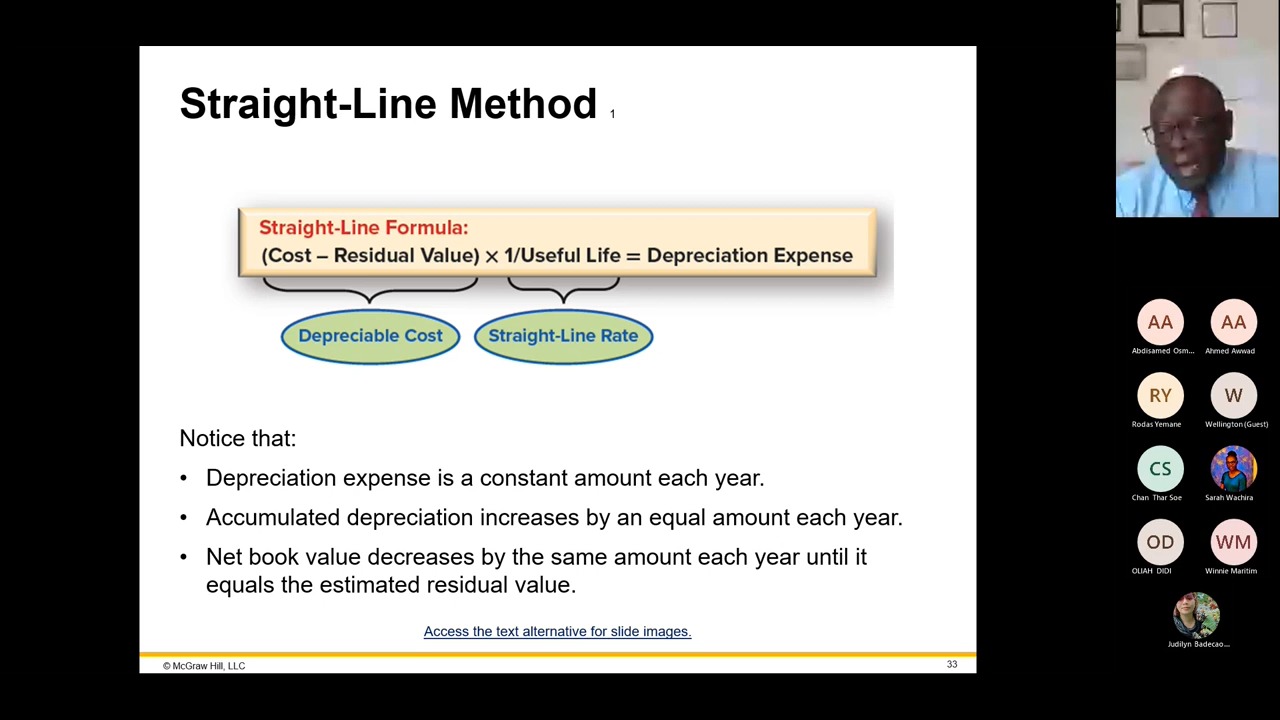 Straight-Line Method 1
Straight-Line Formula:
(Cost – Residual Value) × 1/Useful Life = Depreciation Expense
Depreciable Cost
Straight-Line Rate
Notice that:
• Depreciation expense is a constant amount each year.
• Accumulated depreciation increases by an equal amount each year.
• Net book value decreases by the same amount each year until it
equals the estimated residual value.
Access the text alternative for slide images.
© McGraw Hill, LLC
33
AA
AA
Abdisamed Osm...
Ahmed Awwad
RY
W
Rodas Yemane
Wellington (Guest)
CS
Chan Thar Soe
Sarah Wachira
OD
WM
OLIAH DIDI
Winnie Maritim
Judilyn Badecao...